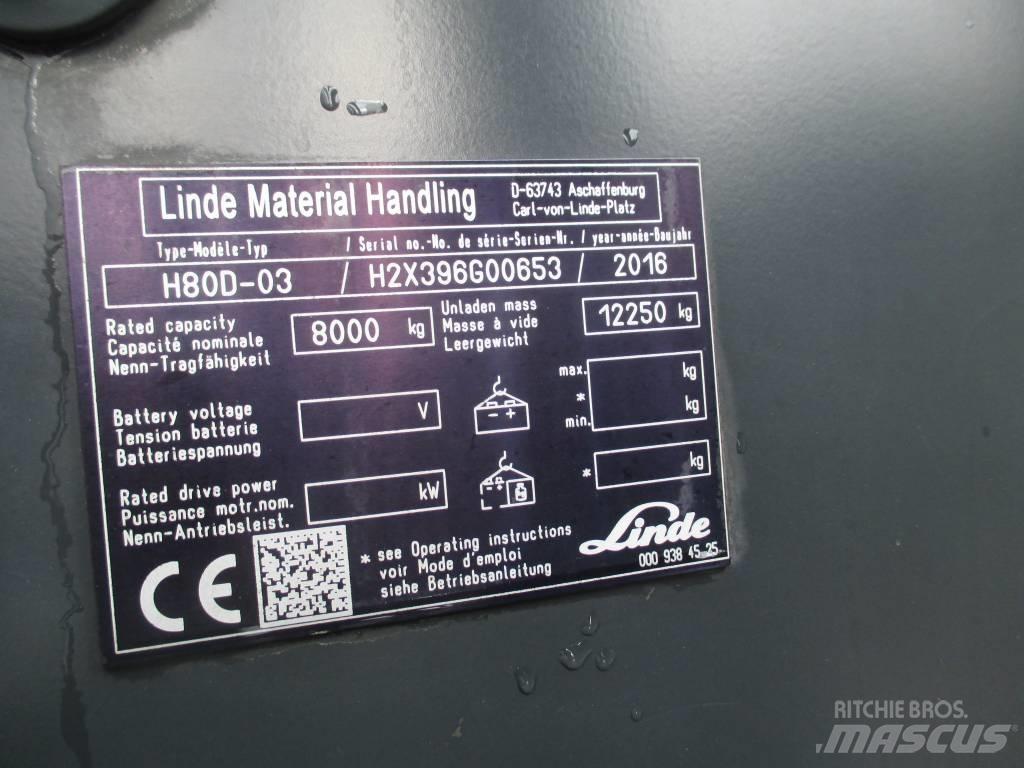 Linde Material Handling
D-63743 Aschaffenburg
Carl-von-Linde-Platz
Type-Modèle-Typ / Serial no.-No. de série-Serien-Nr. / year-année-Baujahr
H80D-03 / H2X396G00653 / 2016
Rated capacity
Capacité nominale
Nenn-Tragfähigkeit
8000 kg
Unladen mass
Masse à vide
Leergewicht
12250 kg
Battery voltage
Tension batterie
Batteriespannung
V
- +
max. kg
* kg
min.
Rated drive power
Puissance motr.nom.
Nenn-Antriebsleist.
kW
- +
* kg
CE
* see Operating instructions
voir Mode d'emploi
siehe Betriebsanleitung
Linde
000 938 45 25
RITCHIE BROS.
MASCUS